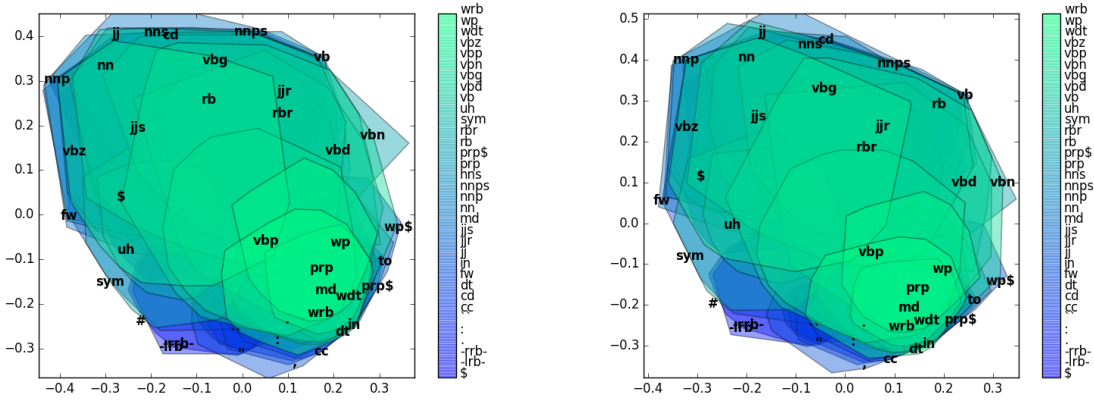 0.4
0.3
0.2
0.1
0.0
−0.1
−0.2
−0.3
−0.4 −0.3 −0.2 −0.1 0.0 0.1 0.2 0.3
jj nns cd nnps
vb
vbg
nn
nnp
jjr
rb
rbr
jjs
vbn
vbz
vbd
$
fw
wp$
vbp wp
uh
to
prp
sym
md wdt prp$
wrb
#
in
dt
-lrb- -rrb-
cc
wrb
wp
wdt
vbz
vbp
vbn
vbg
vbd
vb
uh
sym
rbr
rb
prp$
prp
nns
nnps
nnp
nn
md
jjs
jjr
jj
in
fw
dt
cd
cc
:
.
-rrb-
-lrb-
$
0.5
0.4
0.3
0.2
0.1
0.0
−0.1
−0.2
−0.3
−0.4 −0.3 −0.2 −0.1 0.0 0.1 0.2 0.3
jj
nns cd
nnp nn nnps
vbg
vb
rb
jjs
jjr
vbz
rbr
$
vbd vbn
fw
uh
vbp
sym
wp
wp$
prp
to
#
md
wdt prp$
-lrb- -rrb-
wrb
in
dt
cc
wrb
wp
wdt
vbz
vbp
vbn
vbg
vbd
vb
uh
sym
rbr
rb
prp$
prp
nns
nnps
nnp
nn
md
jjs
jjr
jj
in
fw
dt
cd
cc
:
.
-rrb-
-lrb-
$